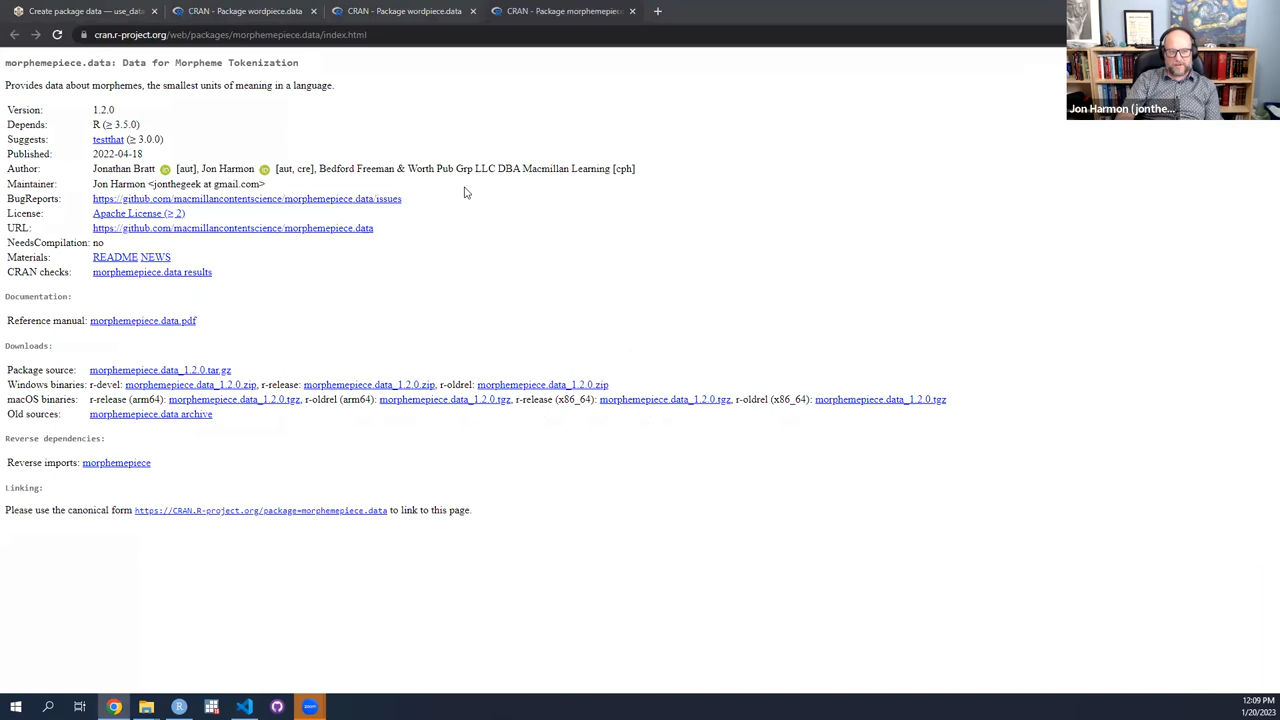 Create package data — use_data
CRAN - Package wordpiece.data
CRAN - Package wordpiece.data
CRAN - Package morphemepiece.
cran.r-project.org/web/packages/morphemepiece.data/index.html
Jon Harmon (jonthe...
morphemepiece.data: Data for Morpheme Tokenization
Provides data about morphemes, the smallest units of meaning in a language.
Version: 1.2.0
Depends: R (≥ 3.5.0)
Suggests: testthat (≥ 3.0.0)
Published: 2022-04-18
Author: Jonathan Bratt iD [aut], Jon Harmon iD [aut, cre], Bedford Freeman & Worth Pub Grp LLC DBA Macmillan Learning [cph]
Maintainer: Jon Harmon <jonthegeek at gmail.com>
BugReports: https://github.com/macmillancontentscience/morphemepiece.data/issues
License: Apache License (≥ 2)
URL: https://github.com/macmillancontentscience/morphemepiece.data
NeedsCompilation: no
Materials: README NEWS
CRAN checks: morphemepiece.data results
Documentation:
Reference manual: morphemepiece.data.pdf
Downloads:
Package source: morphemepiece.data_1.2.0.tar.gz
Windows binaries: r-devel: morphemepiece.data_1.2.0.zip, r-release: morphemepiece.data_1.2.0.zip, r-oldrel: morphemepiece.data_1.2.0.zip
macOS binaries: r-release (arm64): morphemepiece.data_1.2.0.tgz, r-oldrel (arm64): morphemepiece.data_1.2.0.tgz, r-release (x86_64): morphemepiece.data_1.2.0.tgz, r-oldrel (x86_64): morphemepiece.data_1.2.0.tgz
Old sources: morphemepiece.data archive
Reverse dependencies:
Reverse imports: morphemepiece
Linking:
Please use the canonical form https://CRAN.R-project.org/package=morphemepiece.data to link to this page.
12:09 PM
1/20/2023